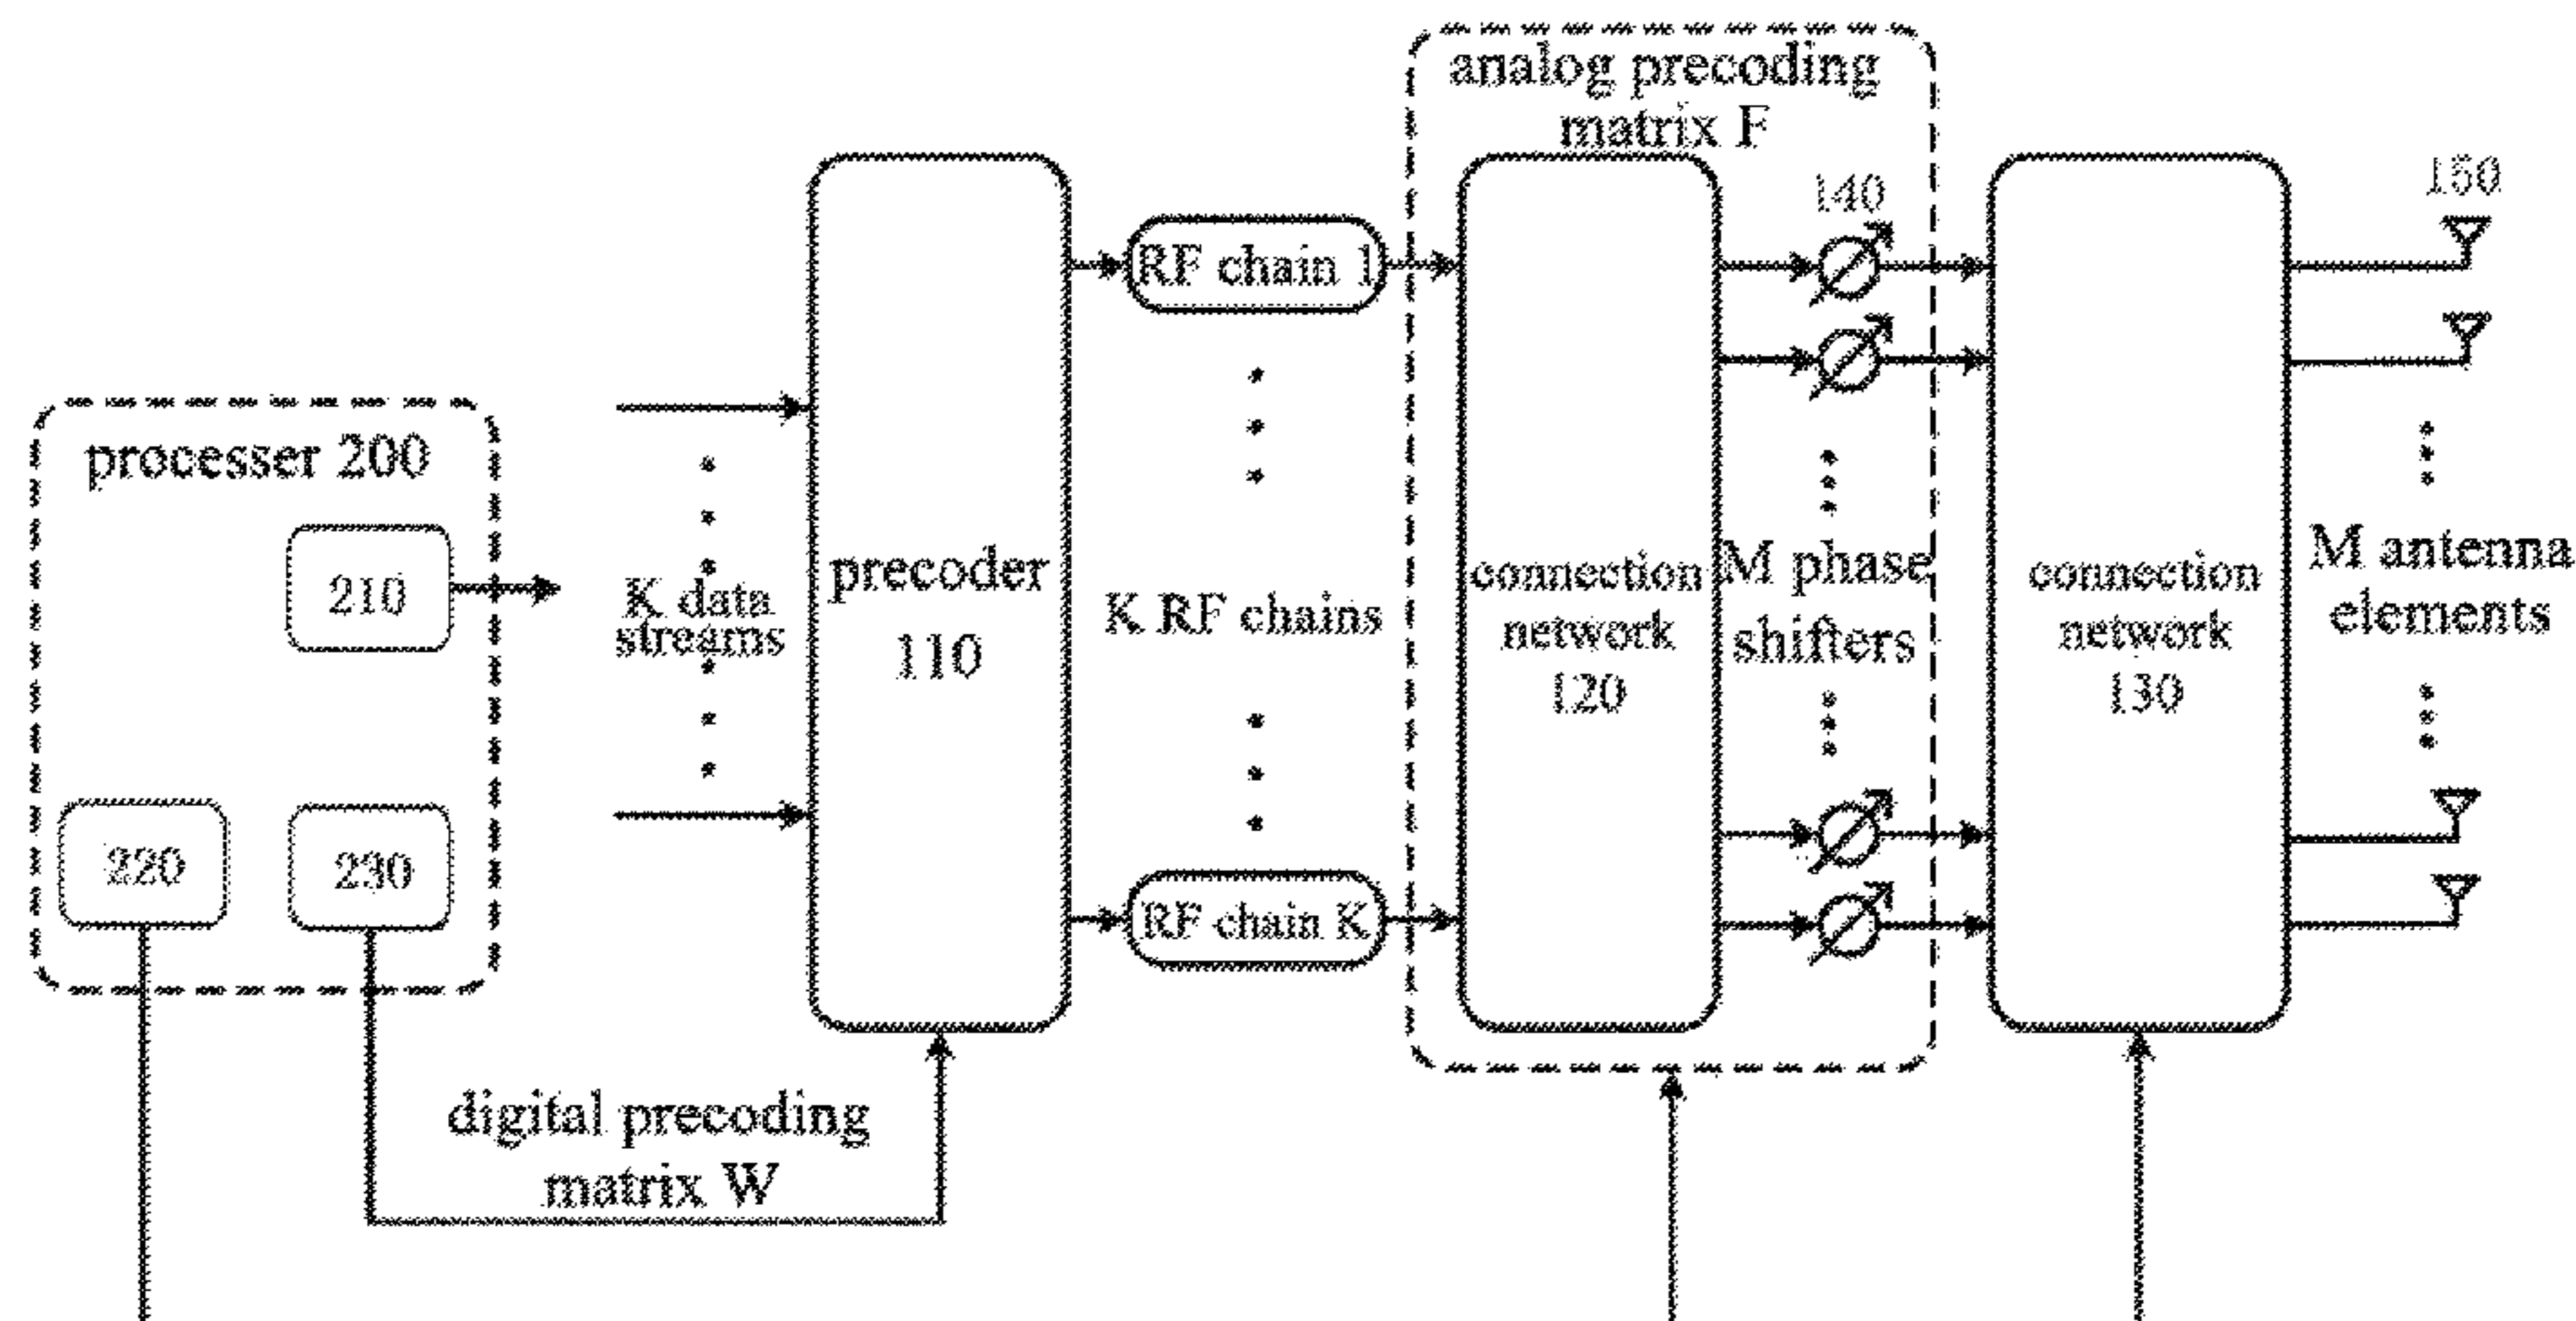 analog precoding
matrix F
140
150
RF chain 1
processer 200
210
K data
streams
precoder
110
K RF chains
connection
network
120
M phase
shifters
connection
network
130
M antenna
elements
220
230
RF chain K
digital precoding
matrix W